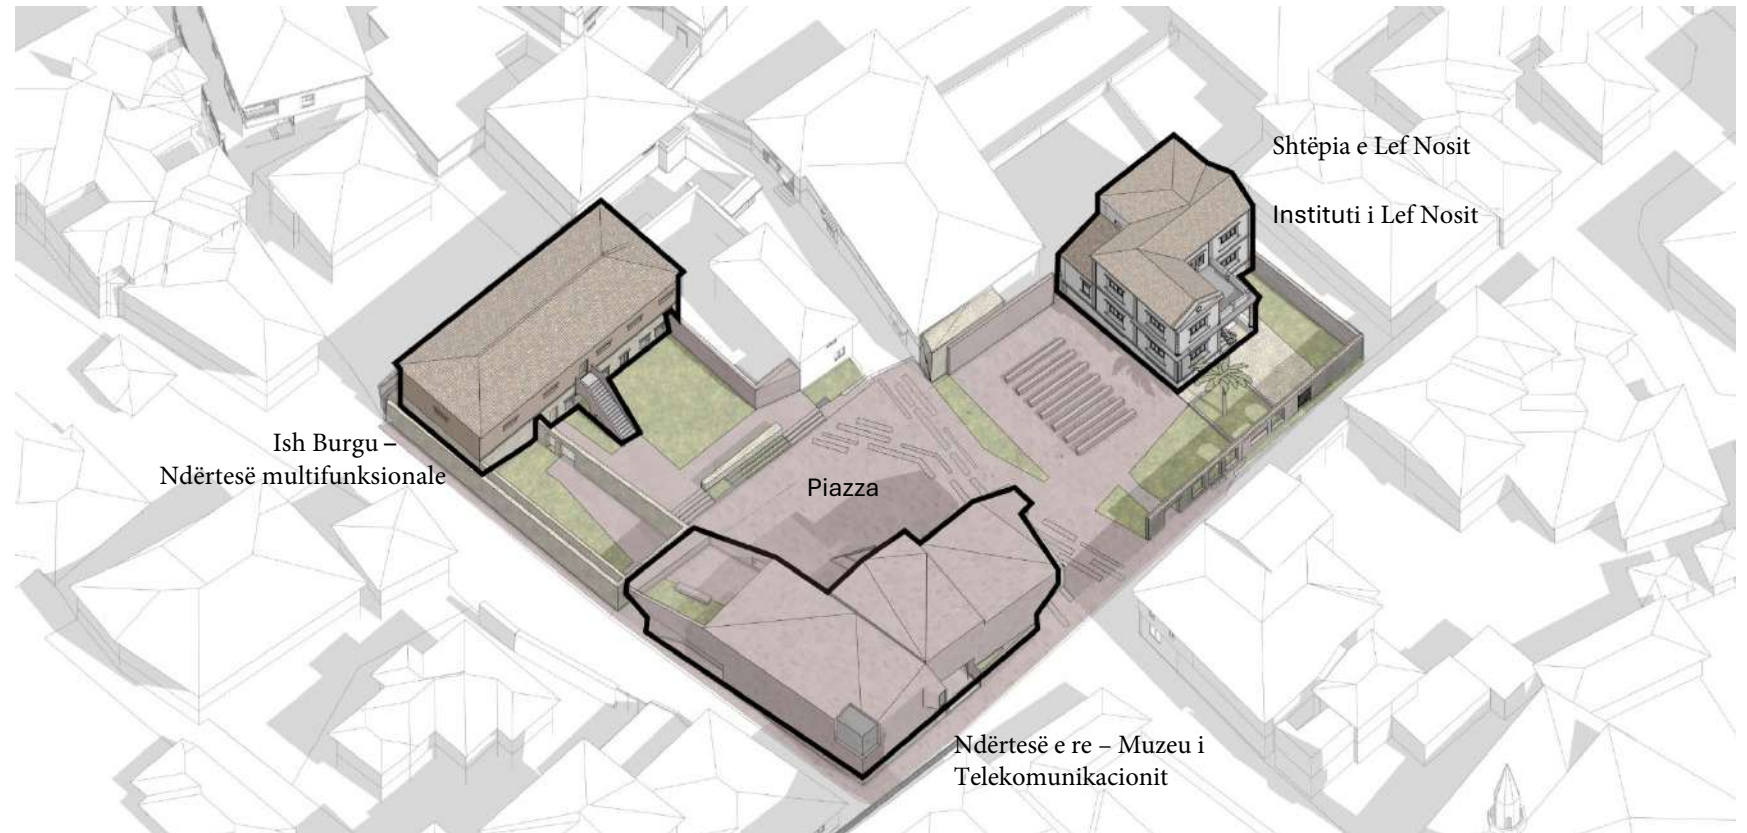 Shtëpia e Lef Nosit
Instituti i Lef Nosit
Ish Burgu –
Ndërtesë multifunksionale
Piazza
Ndërtesë e re – Muzeu i
Telekomunikacionit